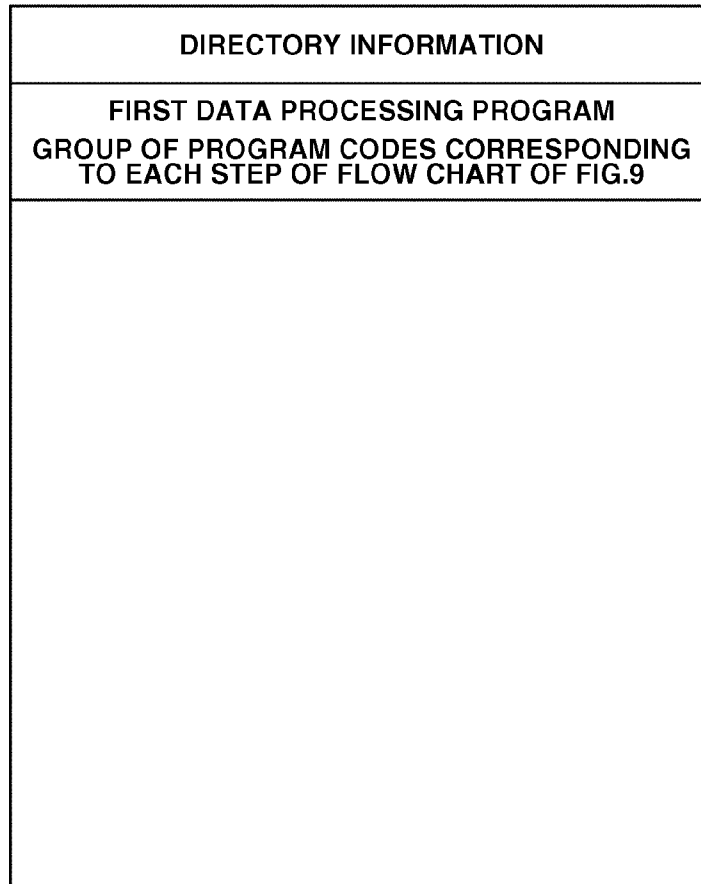 DIRECTORY INFORMATION
FIRST DATA PROCESSING PROGRAM
GROUP OF PROGRAM CODES CORRESPONDING
TO EACH STEP OF FLOW CHART OF FIG.9